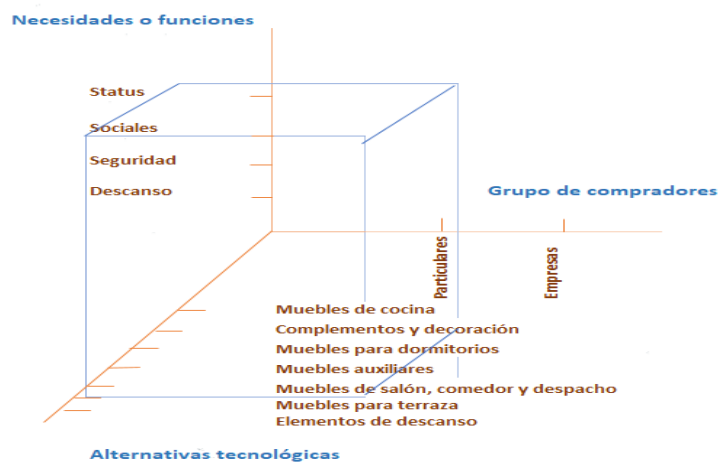 Necesidades o funciones
Status
Sociales
Seguridad
Descanso
Grupo de compradores
Particulares
Empresas
Muebles de cocina
Complementos y decoración
Muebles para dormitorios
Muebles auxiliares
Muebles de salón, comedor y despacho
Muebles para terraza
Elementos de descanso
Alternativas tecnológicas